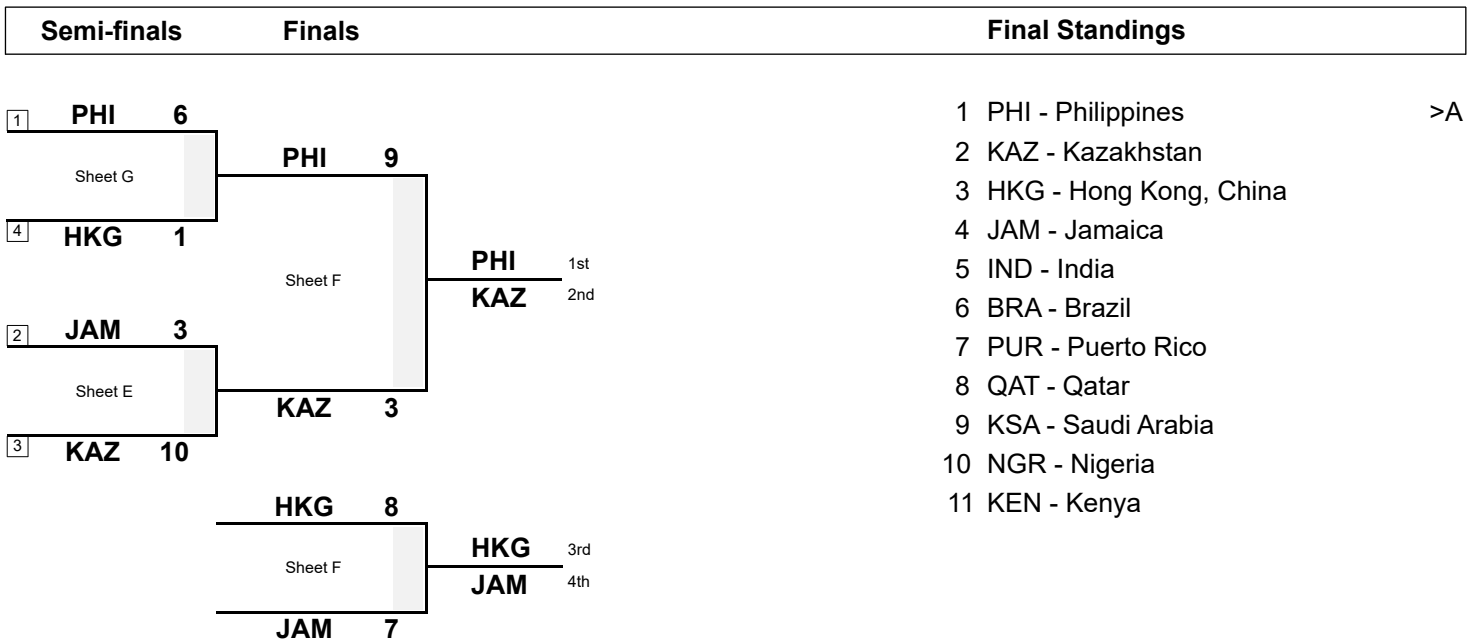 Semi-finals Finals Final Standings
1 PHI 6
Sheet G
4 HKG 1
PHI 9
Sheet F
KAZ 3
2 JAM 3
Sheet E
3 KAZ 10
PHI 1st
KAZ 2nd
HKG 8
Sheet F
JAM 7
HKG 3rd
JAM 4th
1 PHI - Philippines >A
2 KAZ - Kazakhstan
3 HKG - Hong Kong, China
4 JAM - Jamaica
5 IND - India
6 BRA - Brazil
7 PUR - Puerto Rico
8 QAT - Qatar
9 KSA - Saudi Arabia
10 NGR - Nigeria
11 KEN - Kenya